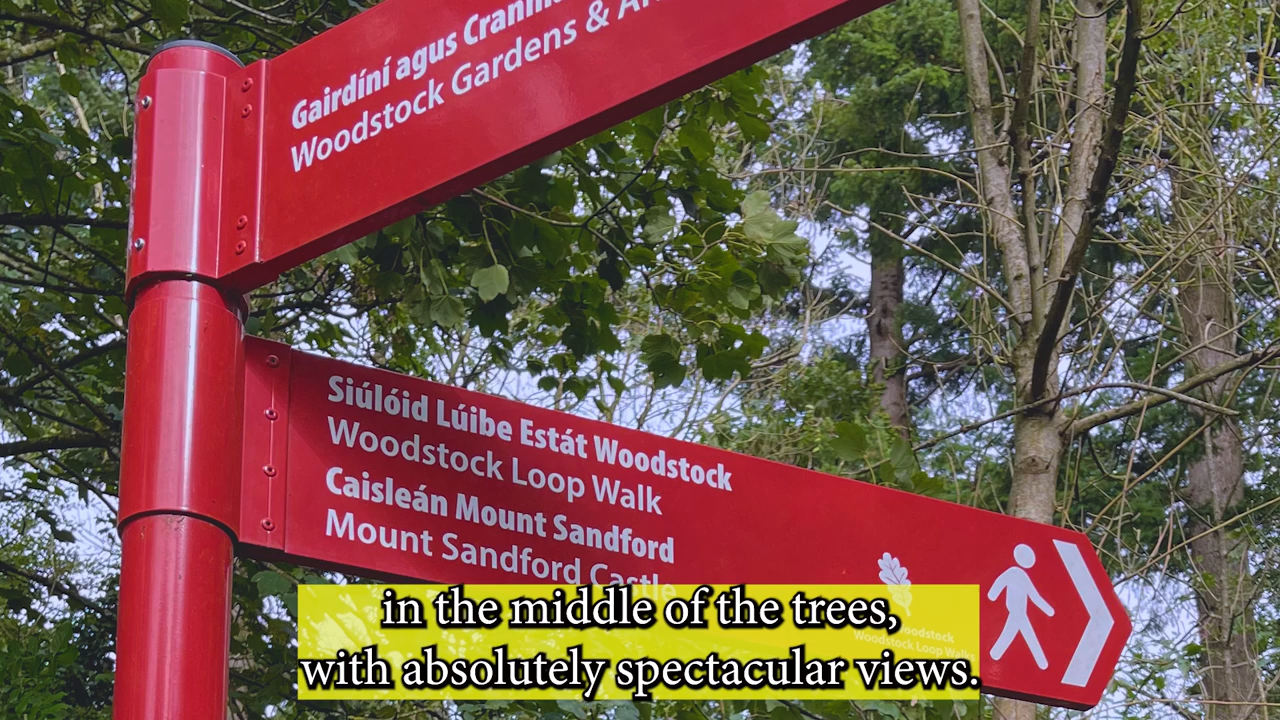 Gairdíní agus
Woodstock Gardens &
Siúlóid Lúibe Estát Woodstock
Woodstock Loop Walk
Caisleán Mount Sandford
Mount Sandford Castle
Woodstock
Woodstock Loop Walks
in the middle of the trees,
with absolutely spectacular views.